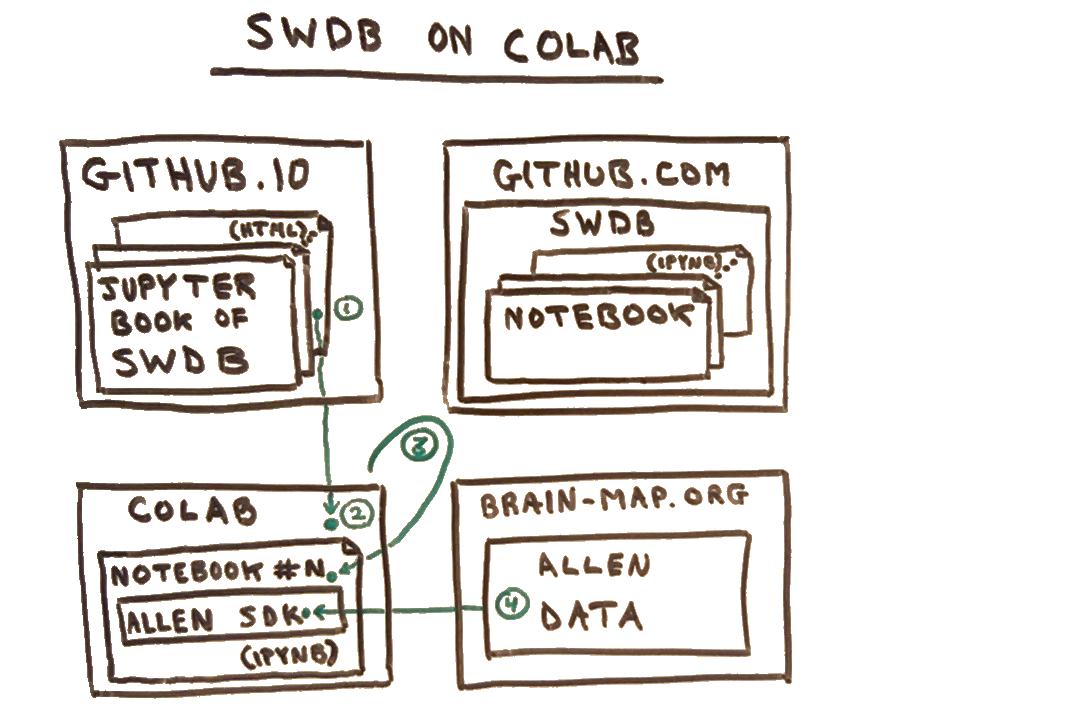 SWDB ON COLAB
GITHUB.IO
(HTML)
JUPYTER
BOOK OF
SWDB
1
GITHUB.COM
SWDB
(IPYNB)
NOTEBOOK
3
COLAB
2
NOTEBOOK #N
ALLEN SDK
(IPYNB)
BRAIN-MAP.ORG
4
ALLEN
DATA